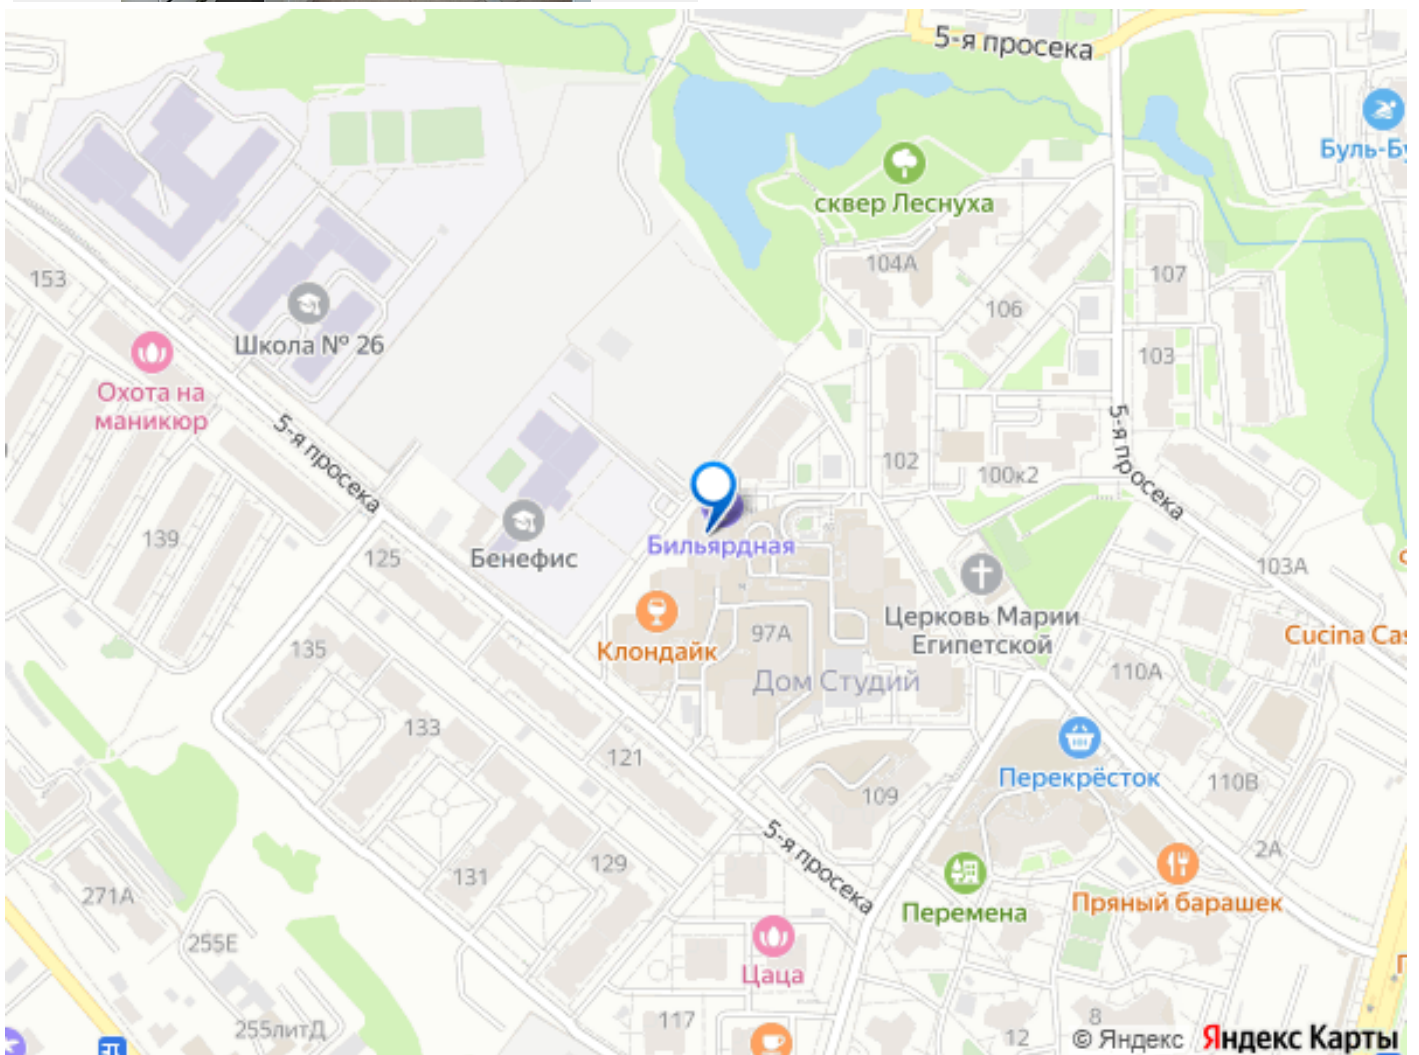 5-я просека
Буль-Бу
сквер Леснуха
104А
107
153
106
Школа № 26
103
Охота на
маникюр
5-я просека
5-я просека
102
100к2
139
125
Бенефис
Бильярдная
103А
Церковь Марии
Египетской
Клондайк
97А
Cucina Cas
135
110А
Дом Студий
133
121
Перекрёсток
110В
109
5-я просека
2А
129
131
271А
Пряный барашек
Перемена
255Е
Цаца
117
255литД
8
12
© Яндекс
Яндекс Карты